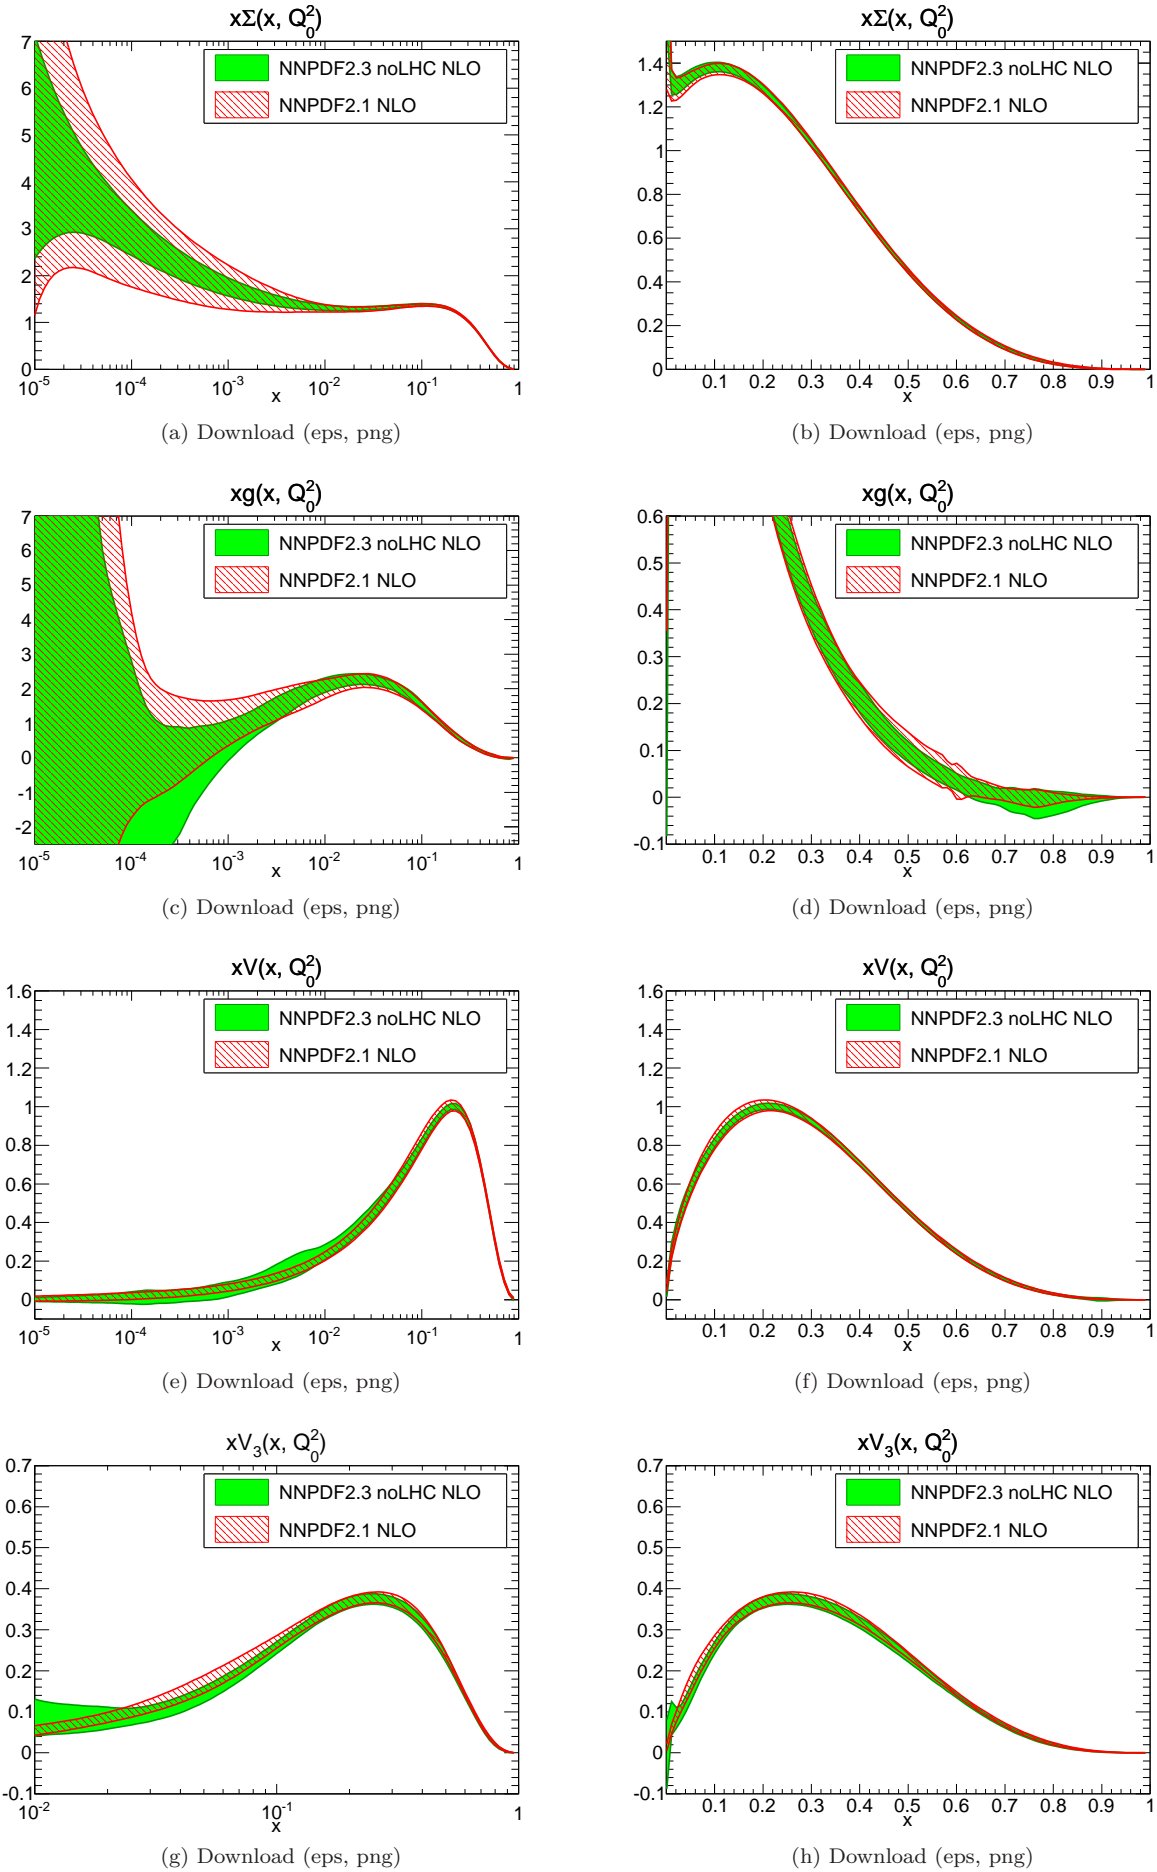 xΣ(x, Q₀²)
7
6
5
4
3
2
1
0
NNPDF2.3 noLHC NLO
NNPDF2.1 NLO
10⁻⁵ 10⁻⁴ 10⁻³ 10⁻² 10⁻¹ 1
x
(a) Download (eps, png)
xΣ(x, Q₀²)
1.4
1.2
1
0.8
0.6
0.4
0.2
0
NNPDF2.3 noLHC NLO
NNPDF2.1 NLO
0.1 0.2 0.3 0.4 0.5 0.6 0.7 0.8 0.9 1
x
(b) Download (eps, png)
xg(x, Q₀²)
7
6
5
4
3
2
1
0
-1
-2
NNPDF2.3 noLHC NLO
NNPDF2.1 NLO
10⁻⁵ 10⁻⁴ 10⁻³ 10⁻² 10⁻¹ 1
x
(c) Download (eps, png)
xg(x, Q₀²)
0.6
0.5
0.4
0.3
0.2
0.1
0
-0.1
NNPDF2.3 noLHC NLO
NNPDF2.1 NLO
0.1 0.2 0.3 0.4 0.5 0.6 0.7 0.8 0.9 1
x
(d) Download (eps, png)
xV(x, Q₀²)
1.6
1.4
1.2
1
0.8
0.6
0.4
0.2
0
NNPDF2.3 noLHC NLO
NNPDF2.1 NLO
10⁻⁵ 10⁻⁴ 10⁻³ 10⁻² 10⁻¹ 1
x
(e) Download (eps, png)
xV(x, Q₀²)
1.6
1.4
1.2
1
0.8
0.6
0.4
0.2
0
NNPDF2.3 noLHC NLO
NNPDF2.1 NLO
0.1 0.2 0.3 0.4 0.5 0.6 0.7 0.8 0.9 1
x
(f) Download (eps, png)
xV₃(x, Q₀²)
0.7
0.6
0.5
0.4
0.3
0.2
0.1
0
-0.1
NNPDF2.3 noLHC NLO
NNPDF2.1 NLO
10⁻² 10⁻¹ 1
x
(g) Download (eps, png)
xV₃(x, Q₀²)
0.7
0.6
0.5
0.4
0.3
0.2
0.1
0
-0.1
NNPDF2.3 noLHC NLO
NNPDF2.1 NLO
0.1 0.2 0.3 0.4 0.5 0.6 0.7 0.8 0.9 1
x
(h) Download (eps, png)